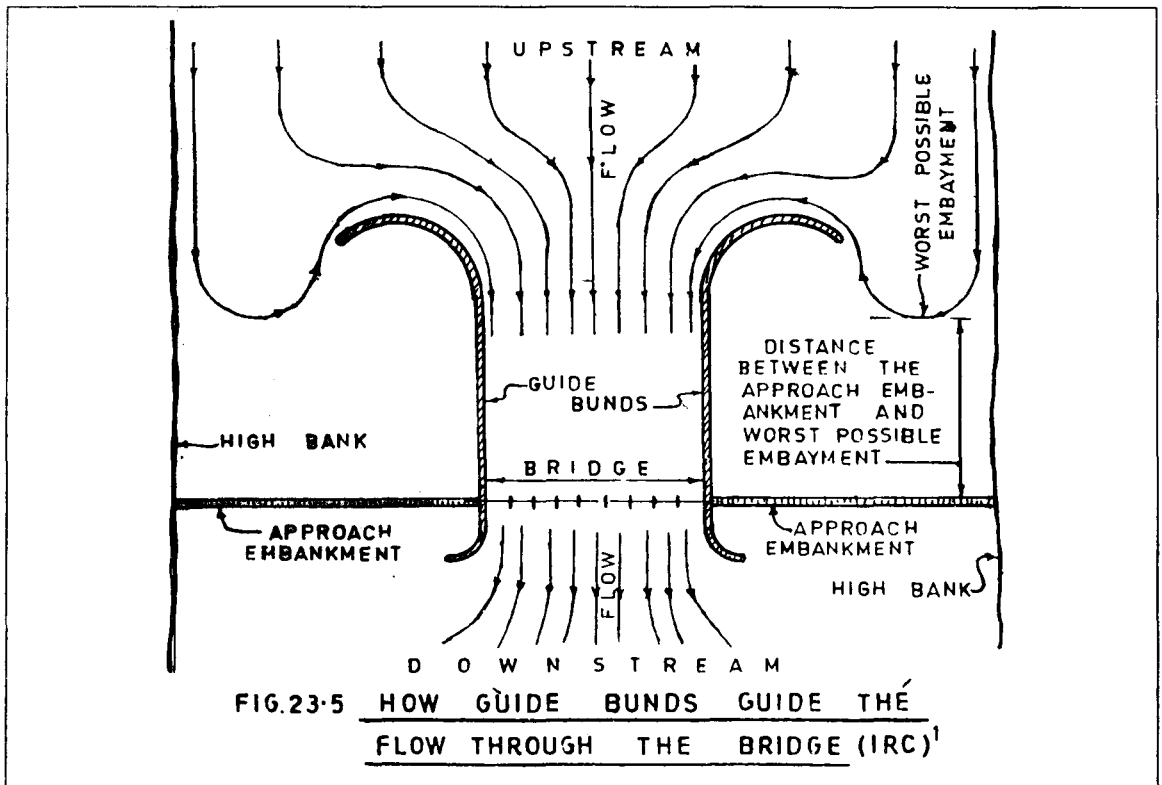 UPSTREAM
FLOW
WORST POSSIBLE
EMBAYMENT
DISTANCE
BETWEEN THE
APPROACH EMB-
ANKMENT AND
WORST POSSIBLE
EMBAYMENT
GUIDE
BUNDS
HIGH BANK
BRIDGE
APPROACH
EMBANKMENT
APPROACH
EMBANKMENT
HIGH BANK
FLOW
DOWNSTREAM
FIG.23.5 HOW GUIDE BUNDS GUIDE THE
FLOW THROUGH THE BRIDGE (IRC)1